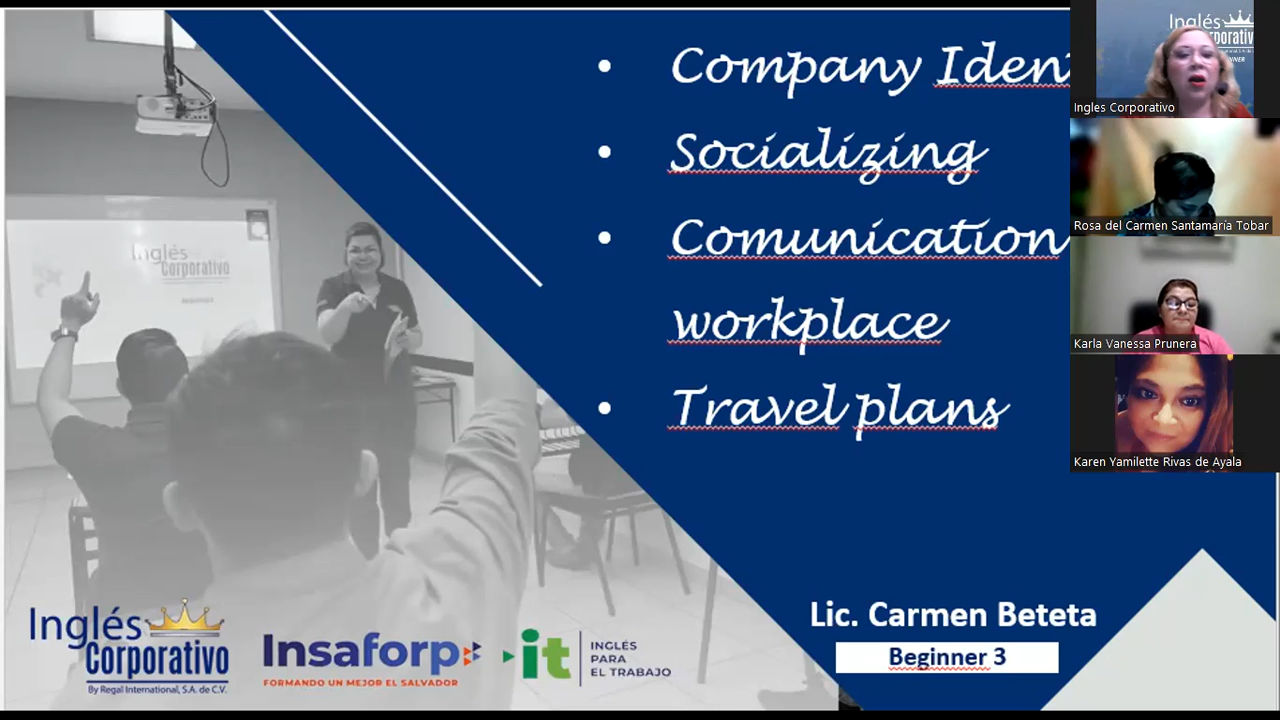 • Company Iden
• Socializing
• Comunication
workplace
• Travel plans
Lic. Carmen Beteta
Beginner 3
Inglés
Corporativo
By Regal International, S.A. de C.V.
Insaforp
FORMANDO UN MEJOR EL SALVADOR
it
INGLÉS
PARA
EL TRABAJO
Inglés
Corporativo
Inglés
Ingles Corporativo
Rosa del Carmen Santamaría Tobar
Karla Vanessa Prunera
Karen Yamilette Rivas de Ayala